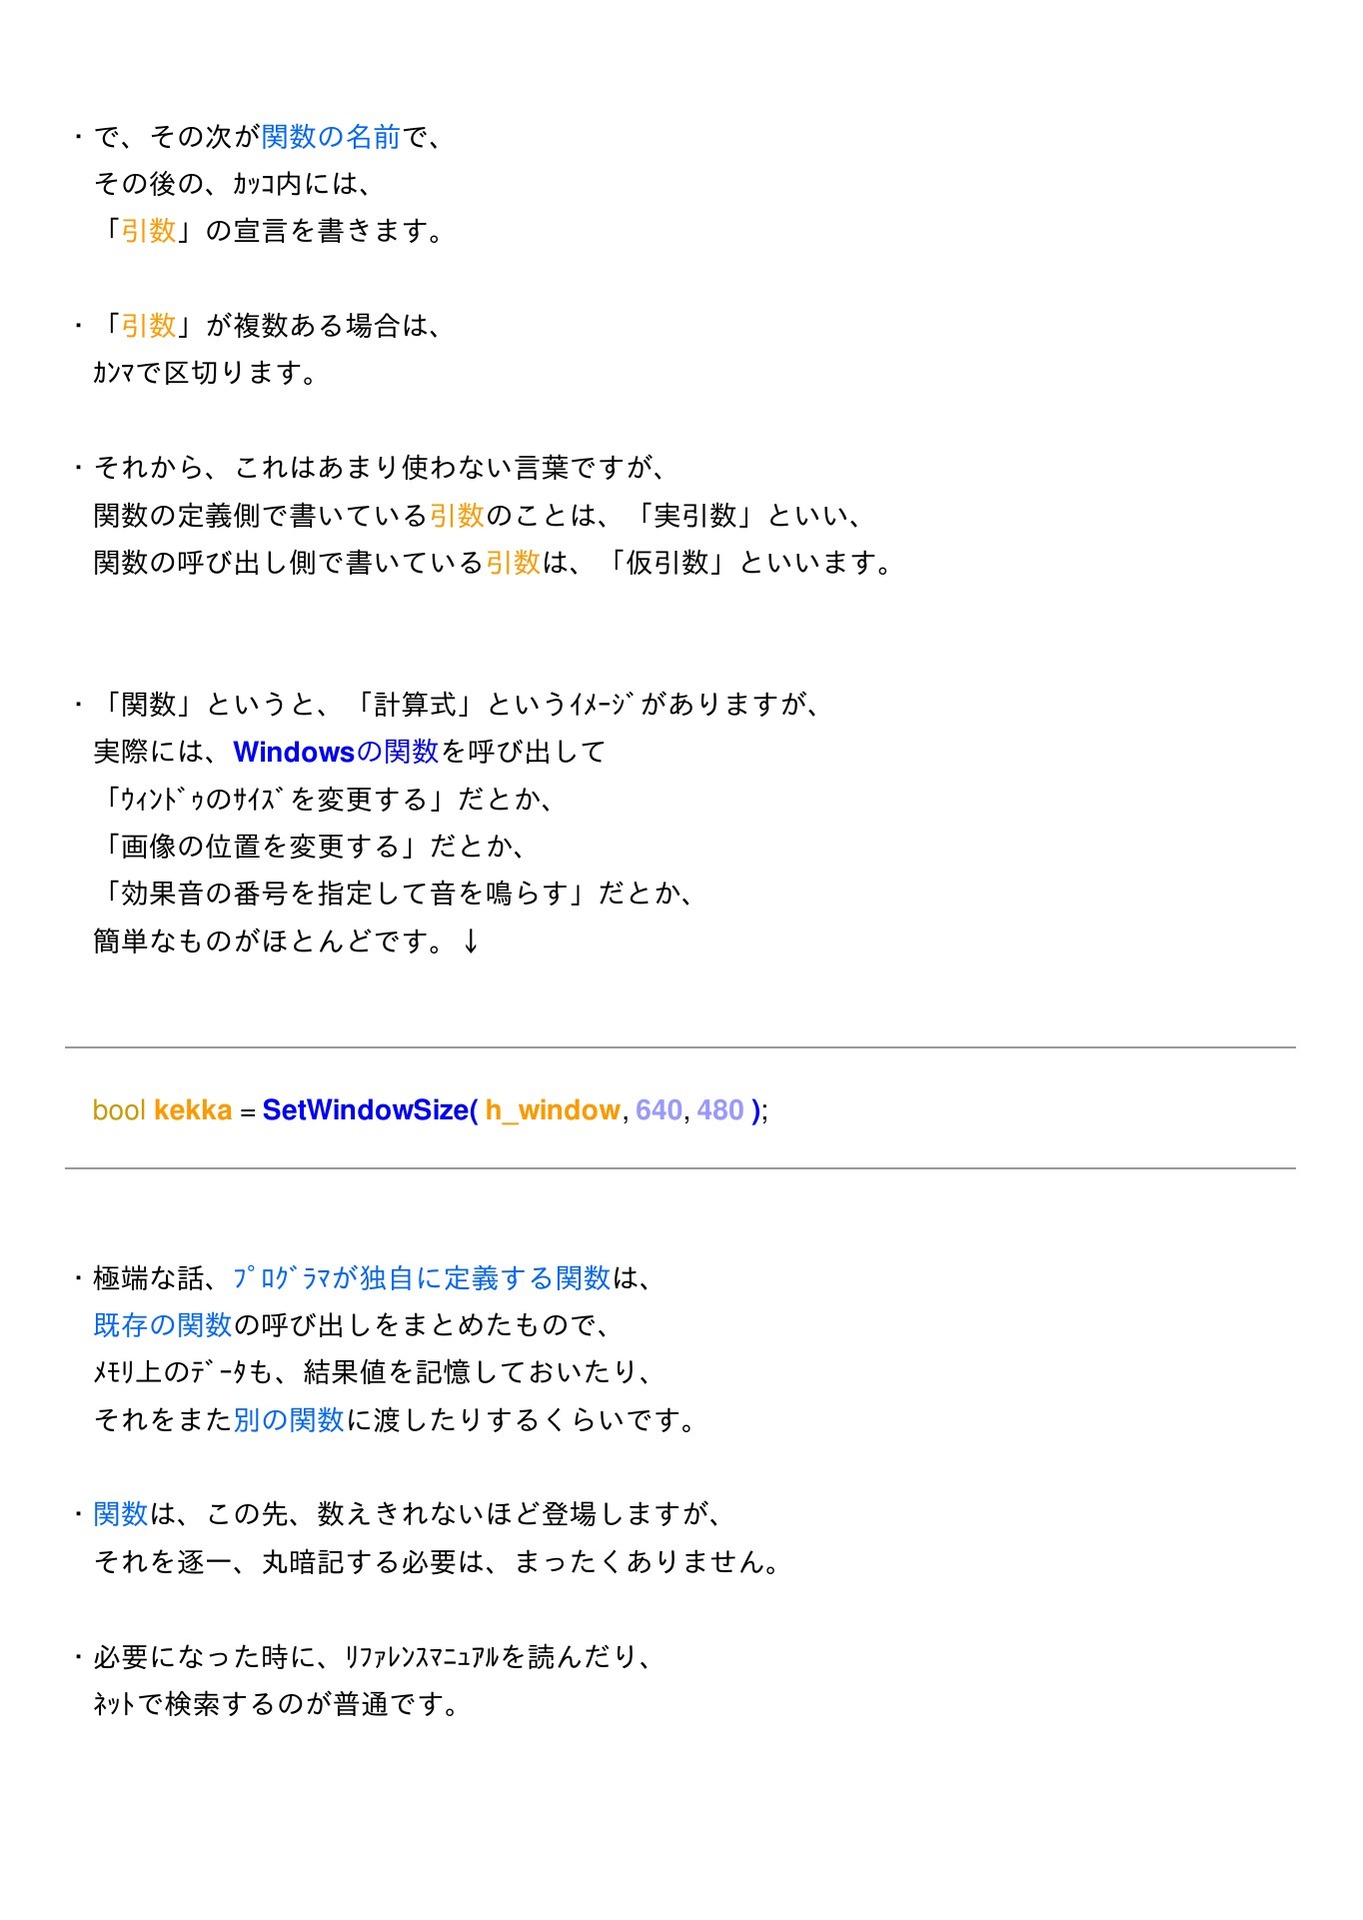 ・で、その次が関数の名前で、
その後の、ｶｯｺ内には、
「引数」の宣言を書きます。
・「引数」が複数ある場合は、
ｶﾝﾏで区切ります。
・それから、これはあまり使わない言葉ですが、
関数の定義側で書いている引数のことは、「実引数」といい、
関数の呼び出し側で書いている引数は、「仮引数」といいます。
・「関数」というと、「計算式」というｲﾒｰｼﾞがありますが、
実際には、Windowsの関数を呼び出して
「ｳｨﾝﾄﾞｩのｻｲｽﾞを変更する」だとか、
「画像の位置を変更する」だとか、
「効果音の番号を指定して音を鳴らす」だとか、
簡単なものがほとんどです。↓
bool kekka = SetWindowSize( h_window, 640, 480 );
・極端な話、ﾌﾟﾛｸﾞﾗﾏが独自に定義する関数は、
既存の関数の呼び出しをまとめたもので、
ﾒﾓﾘ上のﾃﾞｰﾀも、結果値を記憶しておいたり、
それをまた別の関数に渡したりするくらいです。
・関数は、この先、数えきれないほど登場しますが、
それを逐一、丸暗記する必要は、まったくありません。
・必要になった時に、ﾘﾌｧﾚﾝｽﾏﾆｭｱﾙを読んだり、
ﾈｯﾄで検索するのが普通です。